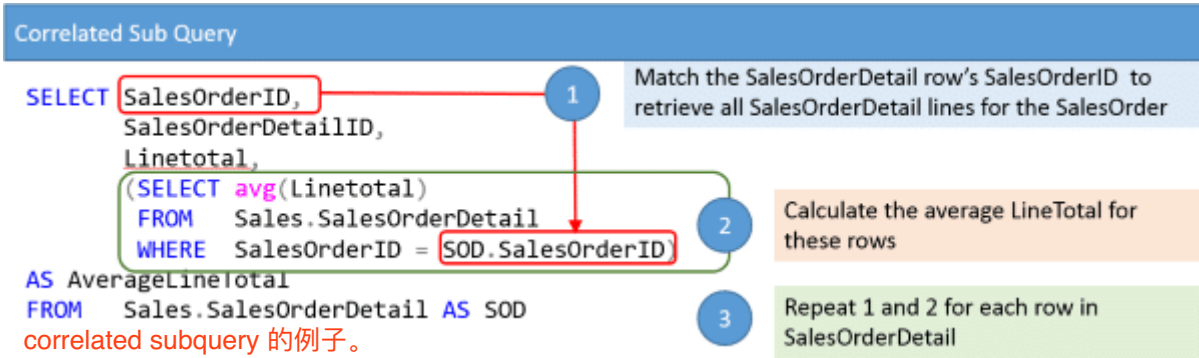 Correlated Sub Query
SELECT SalesOrderID,
SalesOrderDetailID,
Linetotal,
(SELECT avg(Linetotal)
FROM Sales.SalesOrderDetail
WHERE SalesOrderID = SOD.SalesOrderID)
AS AverageLineTotal
FROM Sales.SalesOrderDetail AS SOD
correlated subquery 的例子。
1
Match the SalesOrderDetail row's SalesOrderID to
retrieve all SalesOrderDetail lines for the SalesOrder
2
Calculate the average LineTotal for
these rows
3
Repeat 1 and 2 for each row in
SalesOrderDetail